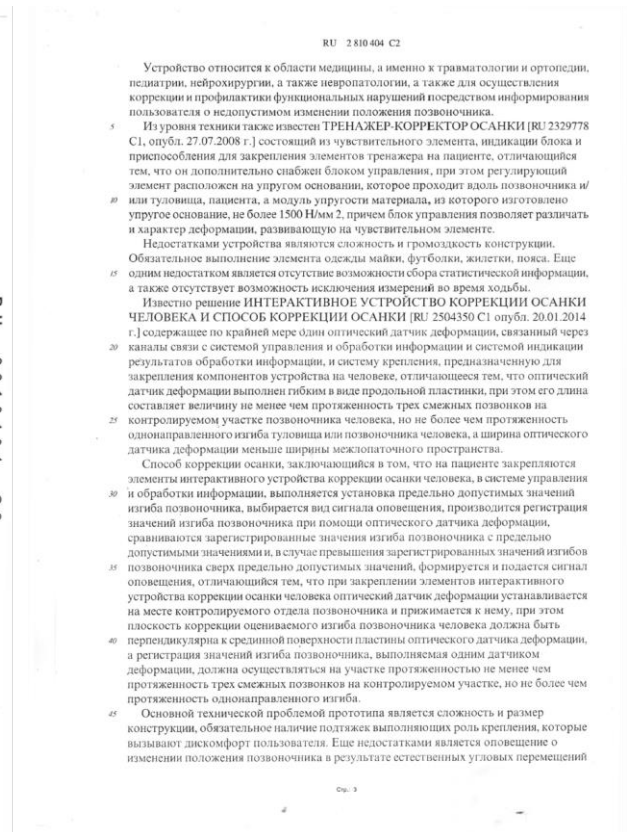 RU 2 810 404 C2
Устройство относится к области медицины, а именно к травматологии и ортопедии,
педиатрии, нейрохирургии, а также невропатологии, а также для осуществления
коррекции и профилактики функциональных нарушений посредством информирования
пользователя о недопустимом изменении положения позвоночника.
5 Из уровня техники также известен ТРЕНАЖЕР-КОРРЕКТОР ОСАНКИ [RU 2329778
C1, опубл. 27.07.2008 г.] состоящий из чувствительного элемента, индикации блока и
приспособления для закрепления элементов тренажера на пациенте, отличающийся
тем, что он дополнительно снабжен блоком управления, при этом регулирующий
элемент расположен на упругом основании, которое проходит вдоль позвоночника и/
10 или туловища, пациента, а модуль упругости материала, из которого изготовлено
упругое основание, не более 1500 Н/мм 2, причем блок управления позволяет различать
и характер деформации, развивающую на чувствительном элементе.
Недостатками устройства являются сложность и громоздкость конструкции.
Обязательное выполнение элемента одежды майки, футболки, жилетки, пояса. Еще
15 одним недостатком является отсутствие возможности сбора статистической информации,
а также отсутствует возможность исключения измерений во время ходьбы.
Известно решение ИНТЕРАКТИВНОЕ УСТРОЙСТВО КОРРЕКЦИИ ОСАНКИ
ЧЕЛОВЕКА И СПОСОБ КОРРЕКЦИИ ОСАНКИ [RU 2504350 C1 опубл. 20.01.2014
г.] содержащее по крайней мере один оптический датчик деформации, связанный через
20 каналы связи с системой управления и обработки информации и системой индикации
результатов обработки информации, и систему крепления, предназначенную для
закрепления компонентов устройства на человеке, отличающееся тем, что оптический
датчик деформации выполнен гибким в виде продольной пластинки, при этом его длина
составляет величину не менее чем протяженность трех смежных позвонков на
25 контролируемом участке позвоночника человека, но не более чем протяженность
однонаправленного изгиба туловища или позвоночника человека, а ширина оптического
датчика деформации меньше ширины межлопаточного пространства.
Способ коррекции осанки, заключающийся в том, что на пациенте закрепляются
элементы интерактивного устройства коррекции осанки человека, в системе управления
30 и обработки информации, выполняется установка предельно допустимых значений
изгиба позвоночника, выбирается вид сигнала оповещения, производится регистрация
значений изгиба позвоночника при помощи оптического датчика деформации,
сравниваются зарегистрированные значения изгиба позвоночника с предельно
допустимыми значениями и, в случае превышения зарегистрированных значений изгибов
35 позвоночника сверх предельно допустимых значений, формируется и подается сигнал
оповещения, отличающийся тем, что при закреплении элементов интерактивного
устройства коррекции осанки человека оптический датчик деформации устанавливается
на месте контролируемого отдела позвоночника и прижимается к нему, при этом
плоскость коррекции оцениваемого изгиба позвоночника человека должна быть
40 перпендикулярна к срединной поверхности пластины оптического датчика деформации,
а регистрация значений изгиба позвоночника, выполняемая одним датчиком
деформации, должна осуществляться на участке протяженностью не менее чем
протяженность трех смежных позвонков на контролируемом участке, но не более чем
протяженность однонаправленного изгиба.
45 Основной технической проблемой прототипа является сложность и размер
конструкции, обязательное наличие подтяжек выполняющих роль крепления, которые
вызывают дискомфорт пользователя. Еще недостатками является оповещение о
изменении положения позвоночника в результате естественных угловых перемещений
Стр.: 3